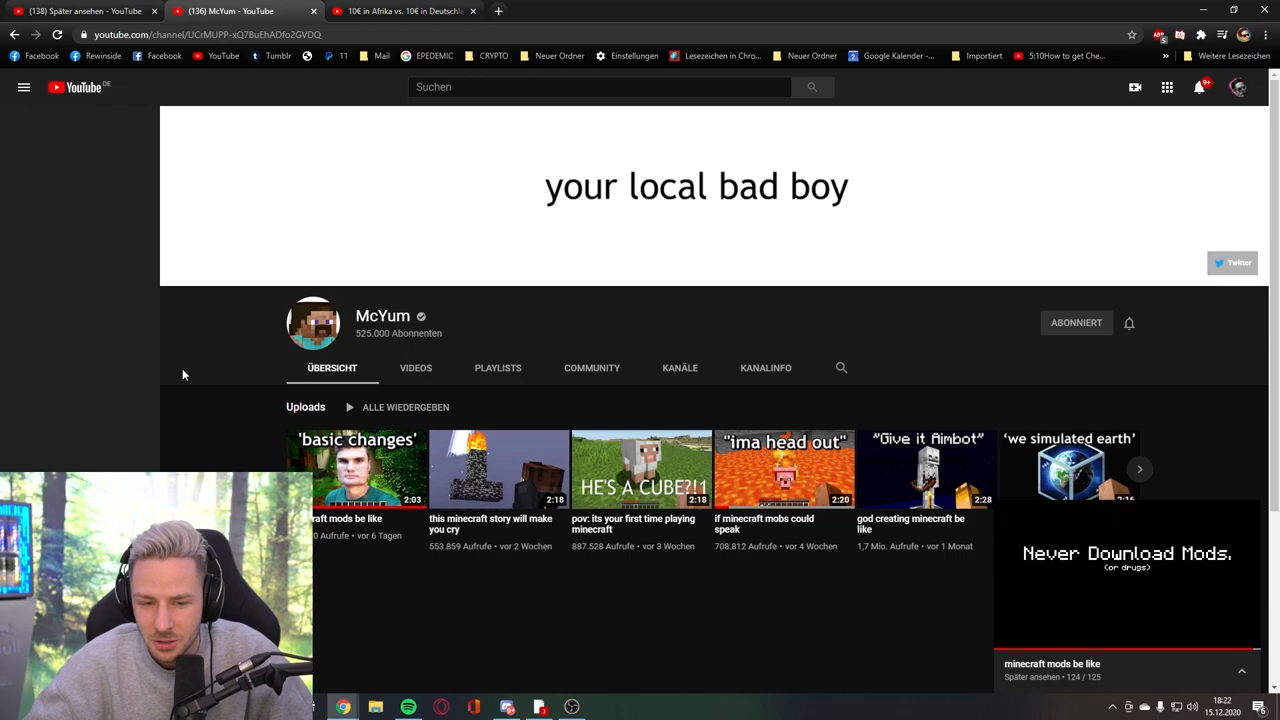 (138) Später ansehen - YouTube
(136) McYum - YouTube
10€ in Afrika vs. 10€ in Deutschla
youtube.com/channel/UCrMUPP-xQ7BuEhADfo2GVDQ
Facebook
Rewinside
Facebook
YouTube
Tumblr
11
Mail
EPEDEMIC
CRYPTO
Neuer Ordner
Einstellungen
Lesezeichen in Chro...
Neuer Ordner
Google Kalender -...
Importiert
5:10How to get Che...
»
Weitere Lesezeichen
YouTube DE
Suchen
9+
your local bad boy
Twitter
McYum
525.000 Abonnenten
ABONNIERT
ÜBERSICHT
VIDEOS
PLAYLISTS
COMMUNITY
KANÄLE
KANALINFO
Uploads
ALLE WIEDERGEBEN
'basic changes'
2:03
2:18
HE'S A CUBE?!1
2:18
"ima head out"
2:20
"Give it Aimbot"
2:28
'we simulated earth'
raft mods be like
0 Aufrufe • vor 6 Tagen
this minecraft story will make
you cry
553.859 Aufrufe • vor 2 Wochen
pov: its your first time playing
minecraft
887.528 Aufrufe • vor 3 Wochen
if minecraft mobs could
speak
708.812 Aufrufe • vor 4 Wochen
god creating minecraft be
like
1,7 Mio. Aufrufe • vor 1 Monat
Never Download Mods.
(or drugs)
minecraft mods be like
Später ansehen • 124 / 125
18:22
15.12.2020